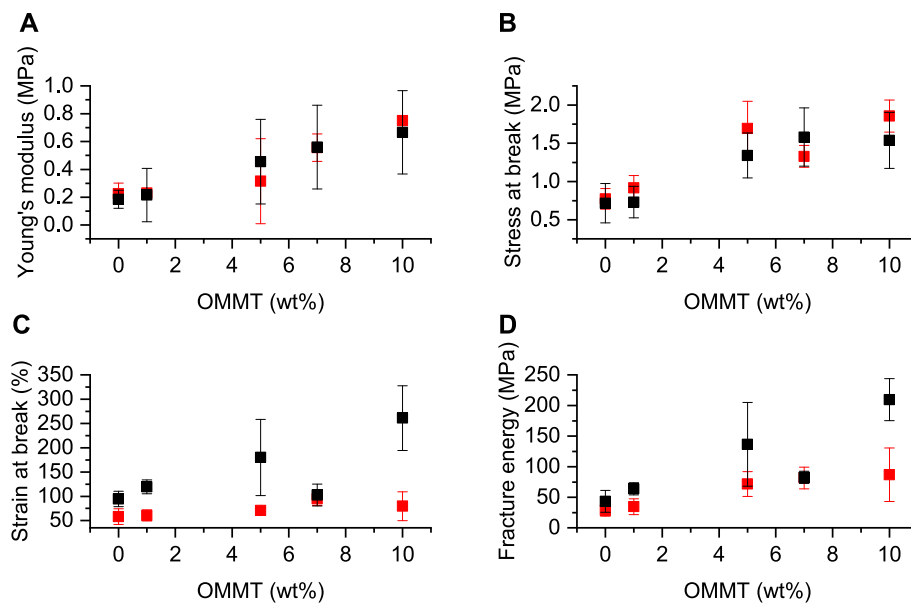 A
Young's modulus (MPa)
1.0
0.8
0.6
0.4
0.2
0.0
0 2 4 6 8 10
OMMT (wt%)
B
Stress at break (MPa)
2.0
1.5
1.0
0.5
0 2 4 6 8 10
OMMT (wt%)
C
Strain at break (%)
350
300
250
200
150
100
50
0 2 4 6 8 10
OMMT (wt%)
D
Fracture energy (MPa)
250
200
150
100
50
0
0 2 4 6 8 10
OMMT (wt%)